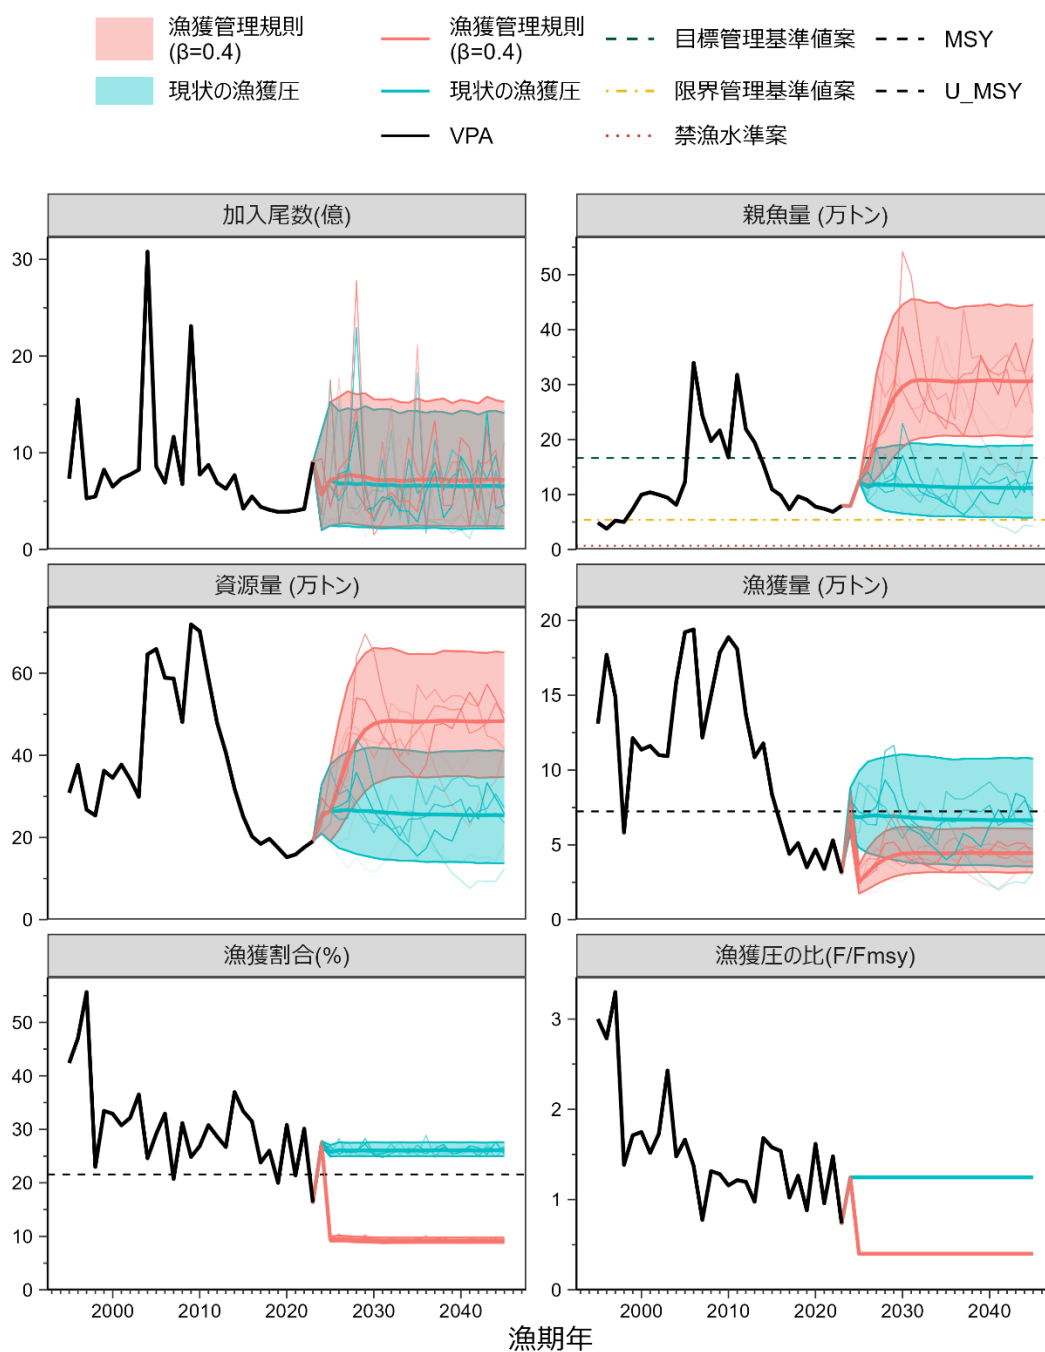 漁獲管理規則
(β=0.4)
漁獲管理規則
(β=0.4)
目標管理基準値案
MSY
現状の漁獲圧
現状の漁獲圧
限界管理基準値案
U_MSY
VPA
禁漁水準案
加入尾数(億)
30
20
10
0
親魚量 (万トン)
50
40
30
20
10
0
資源量 (万トン)
60
40
20
0
漁獲量 (万トン)
20
15
10
5
0
漁獲割合(%)
50
40
30
20
10
0
2000
2010
2020
2030
2040
漁獲圧の比(F/Fmsy)
3
2
1
0
2000
2010
2020
2030
2040
漁期年